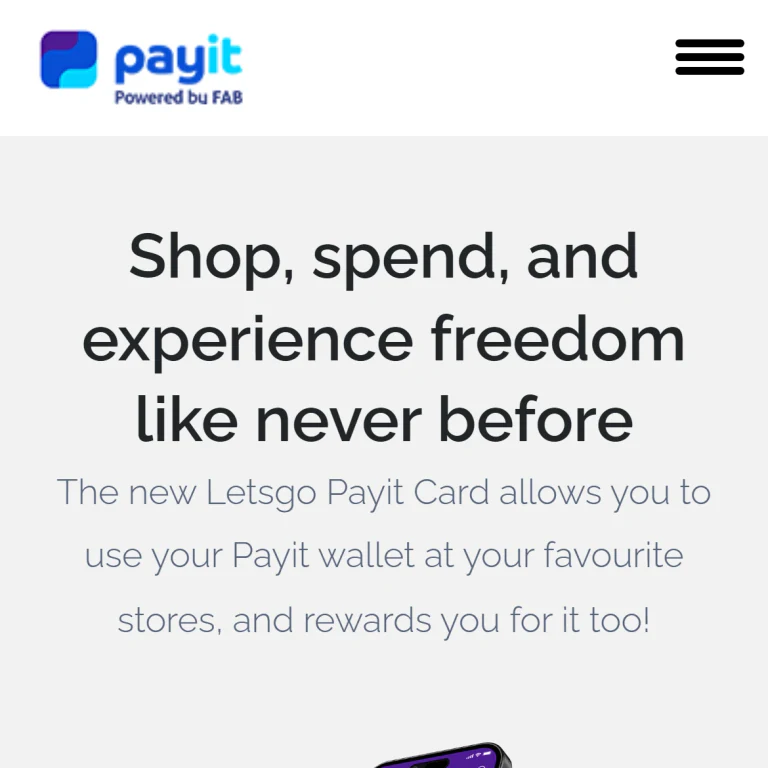 payit
Powered by FAB
Shop, spend, and
experience freedom
like never before
The new Letsgo Payit Card allows you to
use your Payit wallet at your favourite
stores, and rewards you for it too!